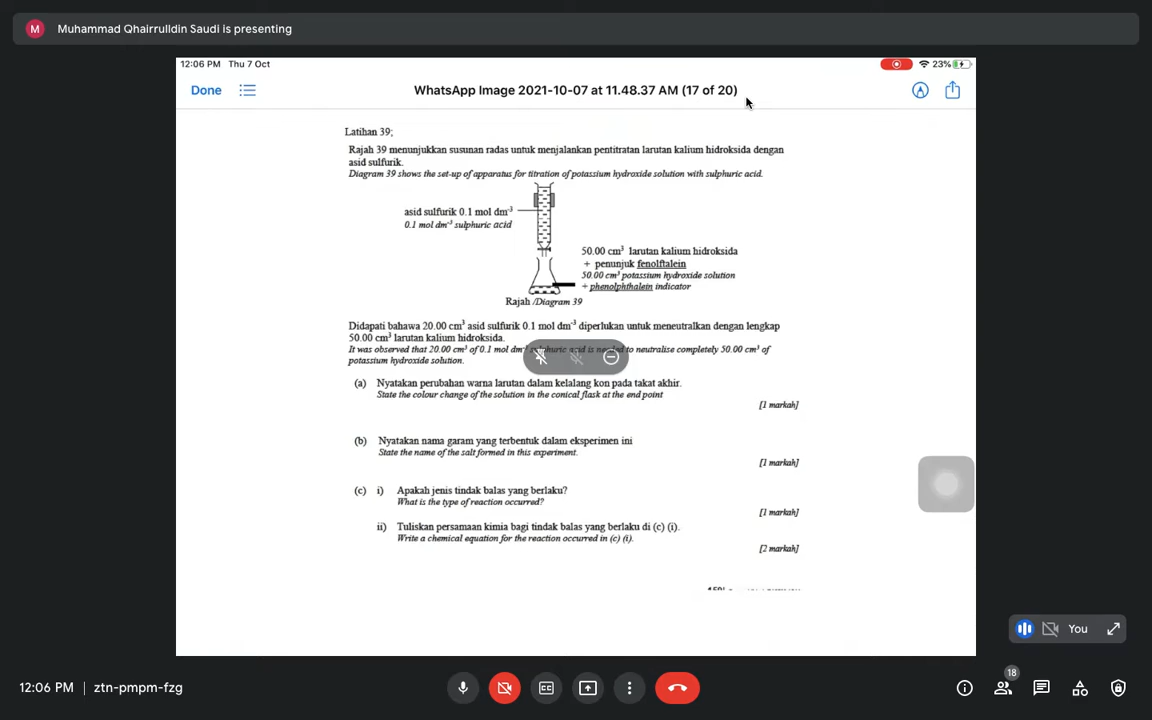 M Muhammad Qhairrulldin Saudi is presenting
12:06 PM Thu 7 Oct
23%
Done
WhatsApp Image 2021-10-07 at 11.48.37 AM (17 of 20)
Latihan 39;
Rajah 39 menunjukkan susunan radas untuk menjalankan pentitratan larutan kalium hidroksida dengan
asid sulfurik.
Diagram 39 shows the set-up of apparatus for titration of potassium hydroxide solution with sulphuric acid.
asid sulfurik 0.1 mol dm⁻³
0.1 mol dm⁻³ sulphuric acid
50.00 cm³ larutan kalium hidroksida
+ penunjuk fenolftalein
50.00 cm³ potassium hydroxide solution
+ phenolphthalein indicator
Rajah /Diagram 39
Didapati bahawa 20.00 cm³ asid sulfurik 0.1 mol dm⁻³ diperlukan untuk meneutralkan dengan lengkap
50.00 cm³ larutan kalium hidroksida.
It was observed that 20.00 cm³ of 0.1 mol dm⁻³ sulphuric acid is needed to neutralise completely 50.00 cm³ of
potassium hydroxide solution.
(a) Nyatakan perubahan warna larutan dalam kelalang kon pada takat akhir.
State the colour change of the solution in the conical flask at the end point
[1 markah]
(b) Nyatakan nama garam yang terbentuk dalam eksperimen ini
State the name of the salt formed in this experiment.
[1 markah]
(c) i) Apakah jenis tindak balas yang berlaku?
What is the type of reaction occurred?
[1 markah]
ii) Tuliskan persamaan kimia bagi tindak balas yang berlaku di (c) (i).
Write a chemical equation for the reaction occurred in (c) (i).
[2 markah]
You
12:06 PM | ztn-pmpm-fzg
18